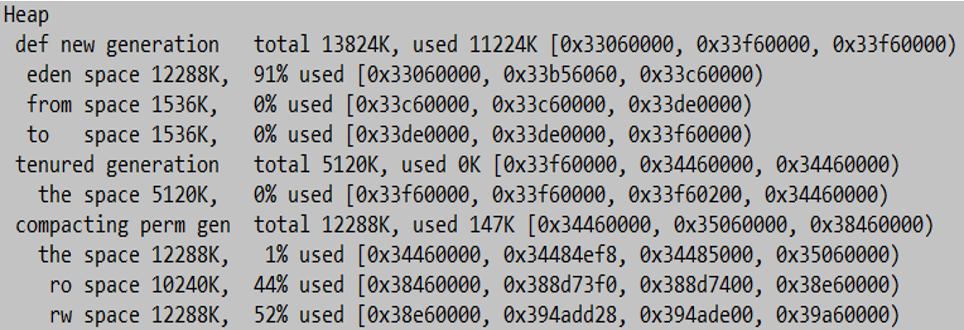 Heap
def new generation total 13824K, used 11224K [0x33060000, 0x33f60000, 0x33f60000)
eden space 12288K, 91% used [0x33060000, 0x33b56060, 0x33c60000)
from space 1536K, 0% used [0x33c60000, 0x33c60000, 0x33de0000)
to space 1536K, 0% used [0x33de0000, 0x33de0000, 0x33f60000)
tenured generation total 5120K, used 0K [0x33f60000, 0x34460000, 0x34460000)
the space 5120K, 0% used [0x33f60000, 0x33f60000, 0x33f60200, 0x34460000)
compacting perm gen total 12288K, used 147K [0x34460000, 0x35060000, 0x38460000)
the space 12288K, 1% used [0x34460000, 0x34484ef8, 0x34485000, 0x35060000)
ro space 10240K, 44% used [0x38460000, 0x388d73f0, 0x388d7400, 0x38e60000)
rw space 12288K, 52% used [0x38e60000, 0x394add28, 0x394ade00, 0x39a60000)